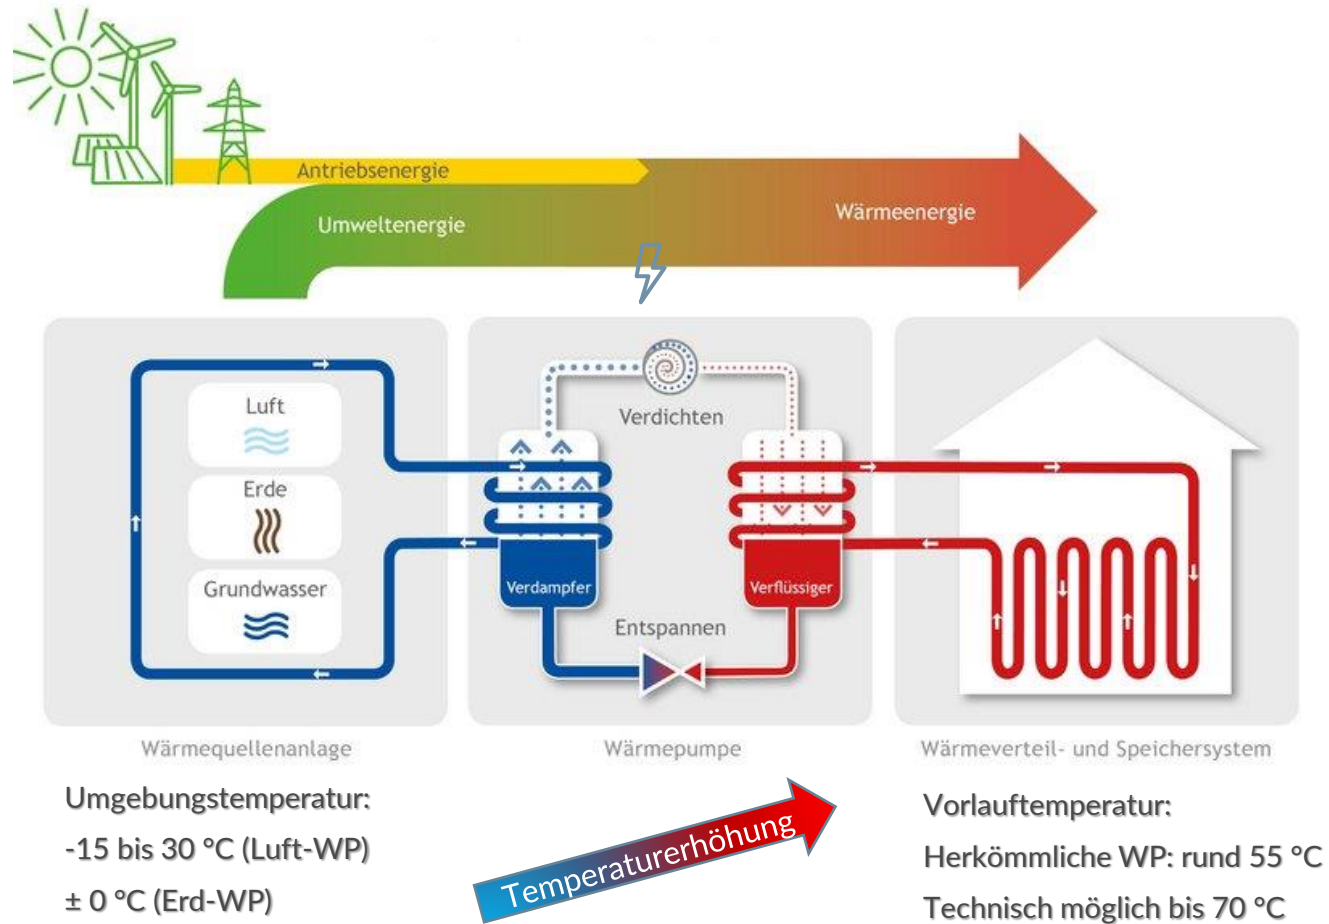 Antriebsenergie
Umweltenergie
Wärmeenergie
Luft
Erde
Grundwasser
Verdichten
Verdampfer
Verflüssiger
Entspannen
Wärmequellenanlage
Wärmepumpe
Wärmeverteil- und Speichersystem
Umgebungstemperatur:
-15 bis 30 °C (Luft-WP)
± 0 °C (Erd-WP)
Temperaturerhöhung
Vorlauftemperatur:
Herkömmliche WP: rund 55 °C
Technisch möglich bis 70 °C